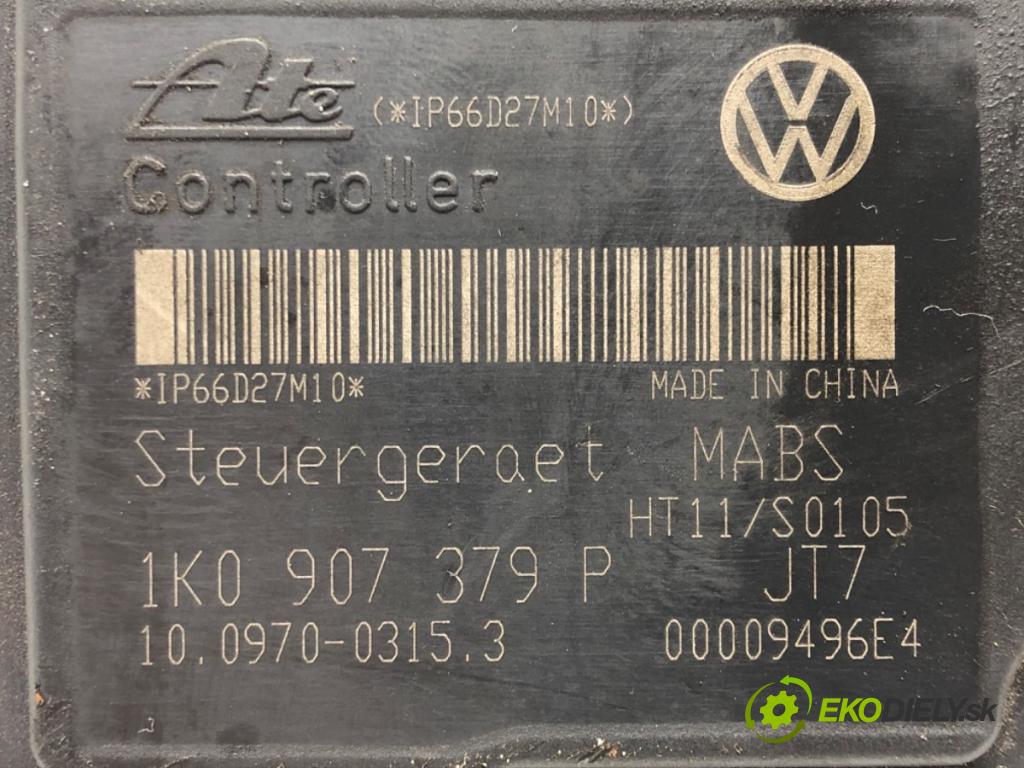 Ate (*IP66D27M10*)
Controller
*IP66D27M10* MADE IN CHINA
Steuergeraet MABS
HT11/S0105
1K0 907 379 P JT7
10.0970-0315.3 00009496E4
EKODIELY.sk